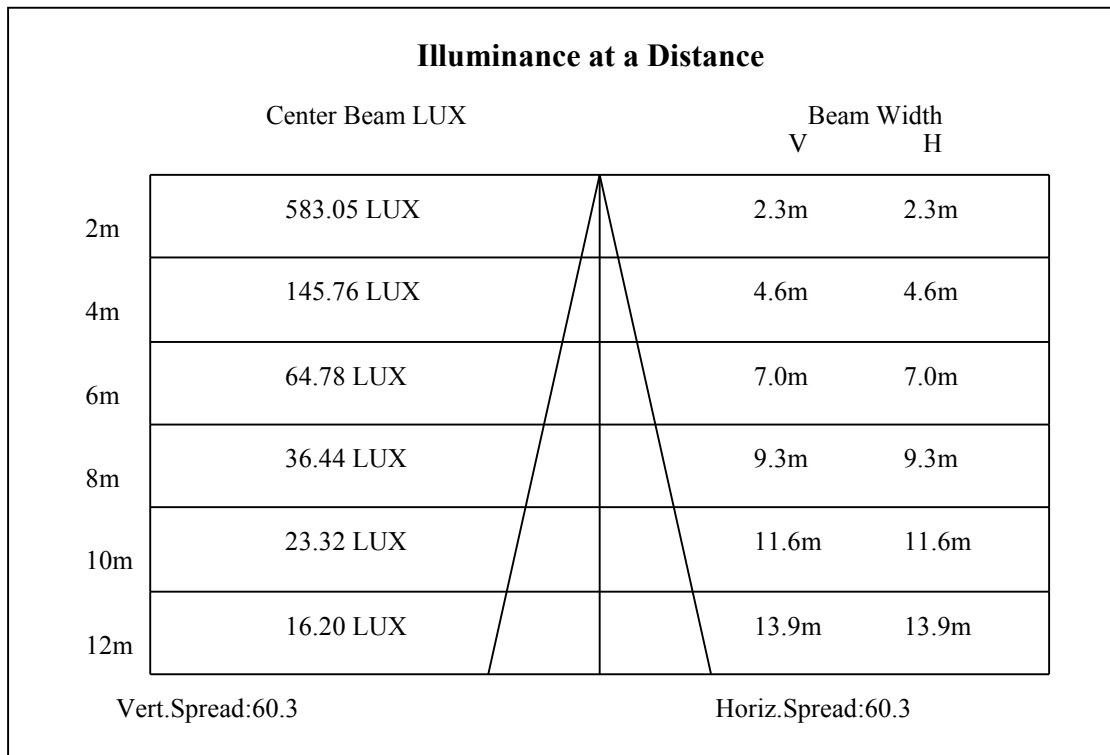 Illuminance at a Distance
Center Beam LUX Beam Width
V H
2m 583.05 LUX 2.3m 2.3m
4m 145.76 LUX 4.6m 4.6m
6m 64.78 LUX 7.0m 7.0m
8m 36.44 LUX 9.3m 9.3m
10m 23.32 LUX 11.6m 11.6m
12m 16.20 LUX 13.9m 13.9m
Vert.Spread:60.3 Horiz.Spread:60.3